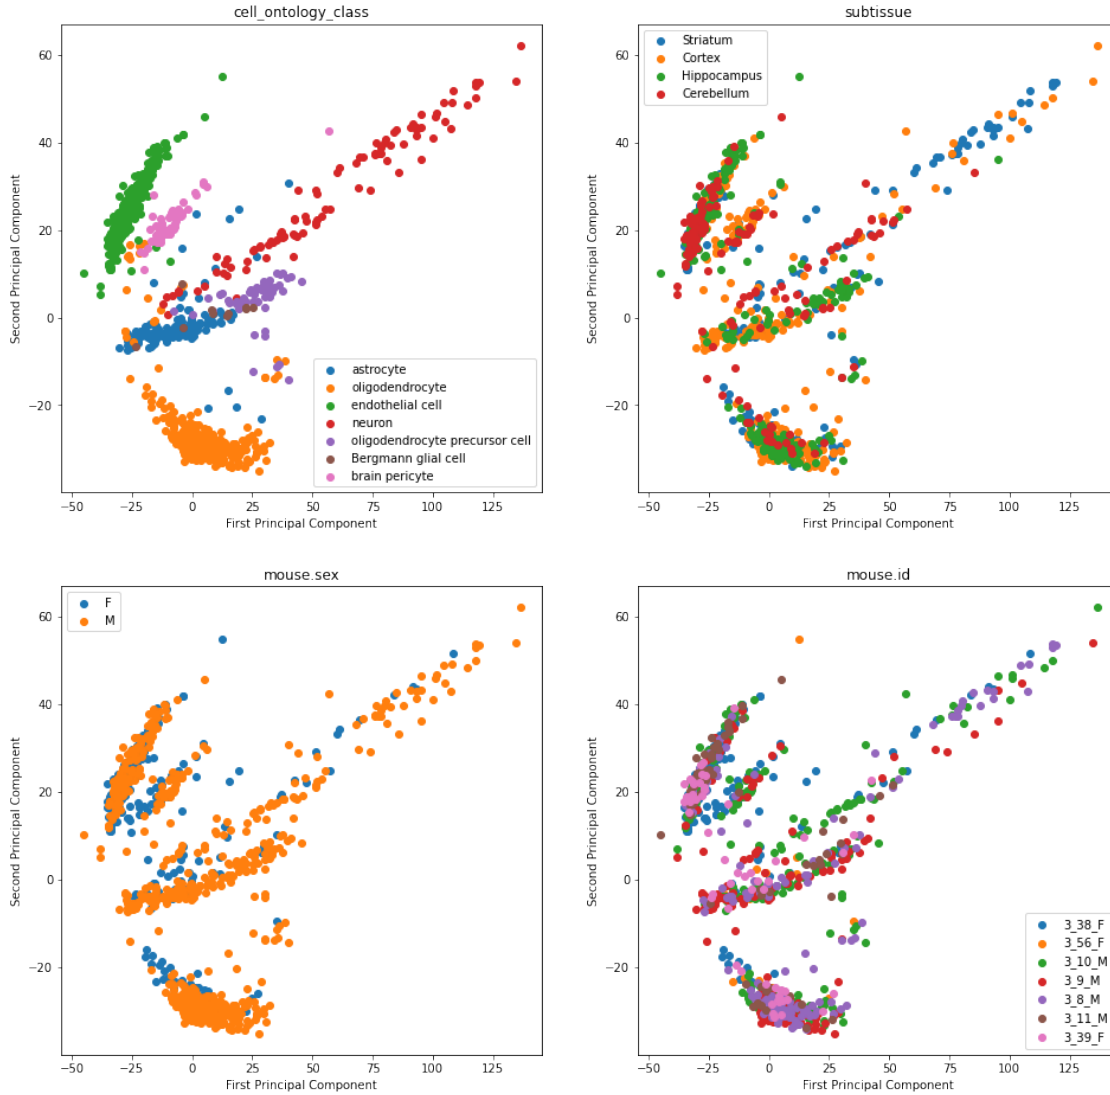 cell_ontology_class
60
40
20
0
−20
Second Principal Component
astrocyte
oligodendrocyte
endothelial cell
neuron
oligodendrocyte precursor cell
Bergmann glial cell
brain pericyte
−50 −25 0 25 50 75 100 125
First Principal Component
subtissue
60
40
20
0
−20
Second Principal Component
Striatum
Cortex
Hippocampus
Cerebellum
−50 −25 0 25 50 75 100 125
First Principal Component
mouse.sex
60
40
20
0
−20
Second Principal Component
F
M
−50 −25 0 25 50 75 100 125
First Principal Component
mouse.id
60
40
20
0
−20
Second Principal Component
3_38_F
3_56_F
3_10_M
3_9_M
3_8_M
3_11_M
3_39_F
−50 −25 0 25 50 75 100 125
First Principal Component